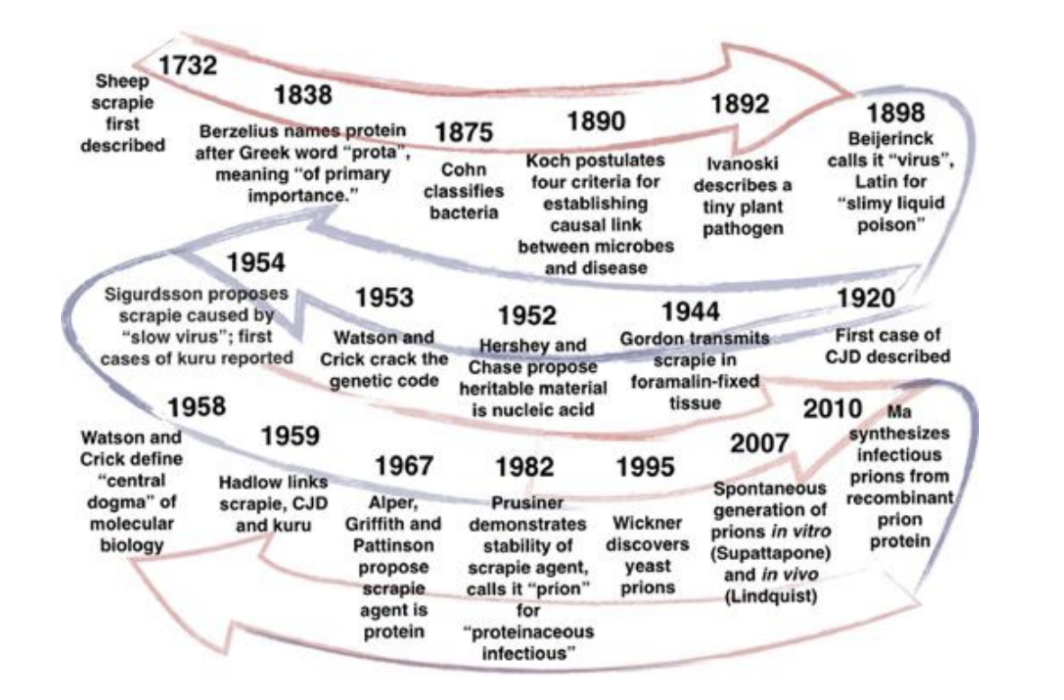 1732
Sheep
scrapie
first
described
1838
Berzelius names protein
after Greek word “prota”,
meaning “of primary
importance.”
1875
Cohn
classifies
bacteria
1890
Koch postulates
four criteria for
establishing
causal link
between microbes
and disease
1892
Ivanoski
describes a
tiny plant
pathogen
1898
Beijerinck
calls it “virus”,
Latin for
“slimy liquid
poison”
1920
First case of
CJD described
1944
Gordon transmits
scrapie in
foramalin-fixed
tissue
1952
Hershey and
Chase propose
heritable material
is nucleic acid
1953
Watson and
Crick crack the
genetic code
1954
Sigurdsson proposes
scrapie caused by
“slow virus”; first
cases of kuru reported
1958
Watson and
Crick define
“central
dogma” of
molecular
biology
1959
Hadlow links
scrapie, CJD
and kuru
1967
Alper,
Griffith and
Pattinson
propose
scrapie
agent is
protein
1982
Prusiner
demonstrates
stability of
scrapie agent,
calls it “prion”
for
“proteinaceous
infectious”
1995
Wickner
discovers
yeast
prions
2007
Spontaneous
generation of
prions in vitro
(Supattapone)
and in vivo
(Lindquist)
2010
Ma
synthesizes
infectious
prions from
recombinant
prion
protein